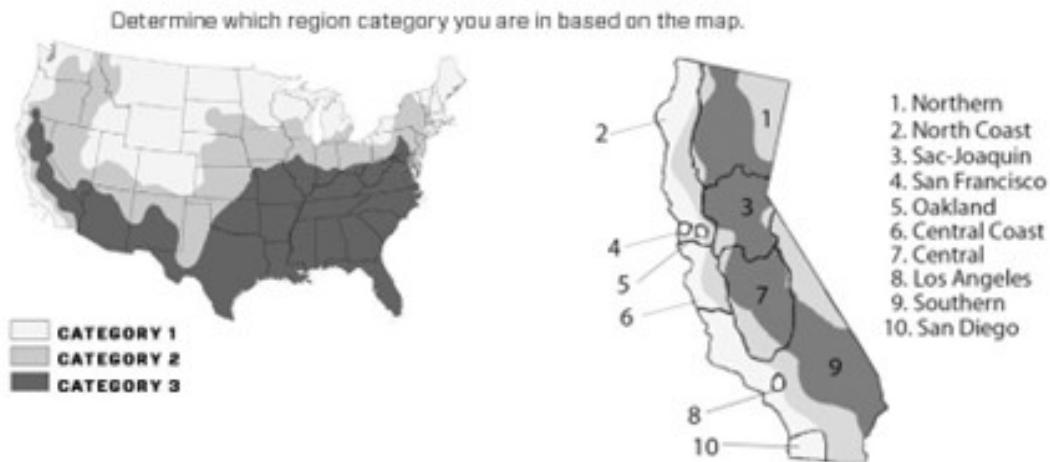 Determine which region category you are in based on the map.
CATEGORY 1
CATEGORY 2
CATEGORY 3
1
2
3
4
5
6
7
8
9
10
1. Northern
2. North Coast
3. Sac-Joaquin
4. San Francisco
5. Oakland
6. Central Coast
7. Central
8. Los Angeles
9. Southern
10. San Diego